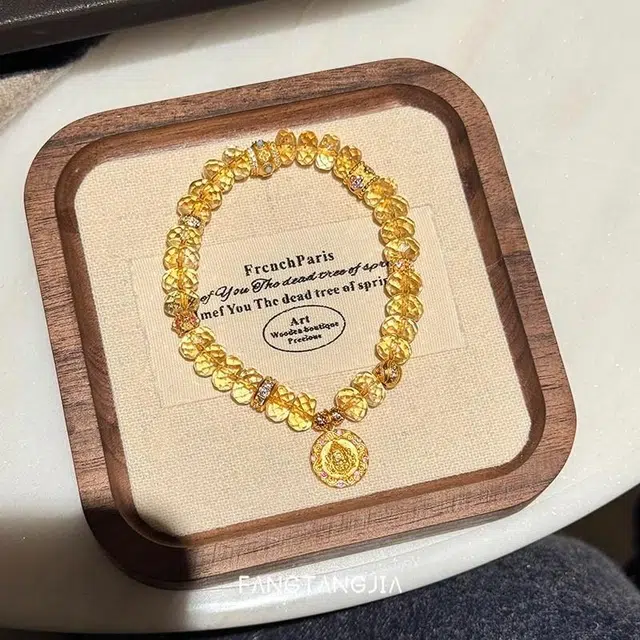 FrenchParis
of You The dead tree of spri
mef You The dead tree of sprin
Art
Wooden boutique
Precious
FANGTANGJIA